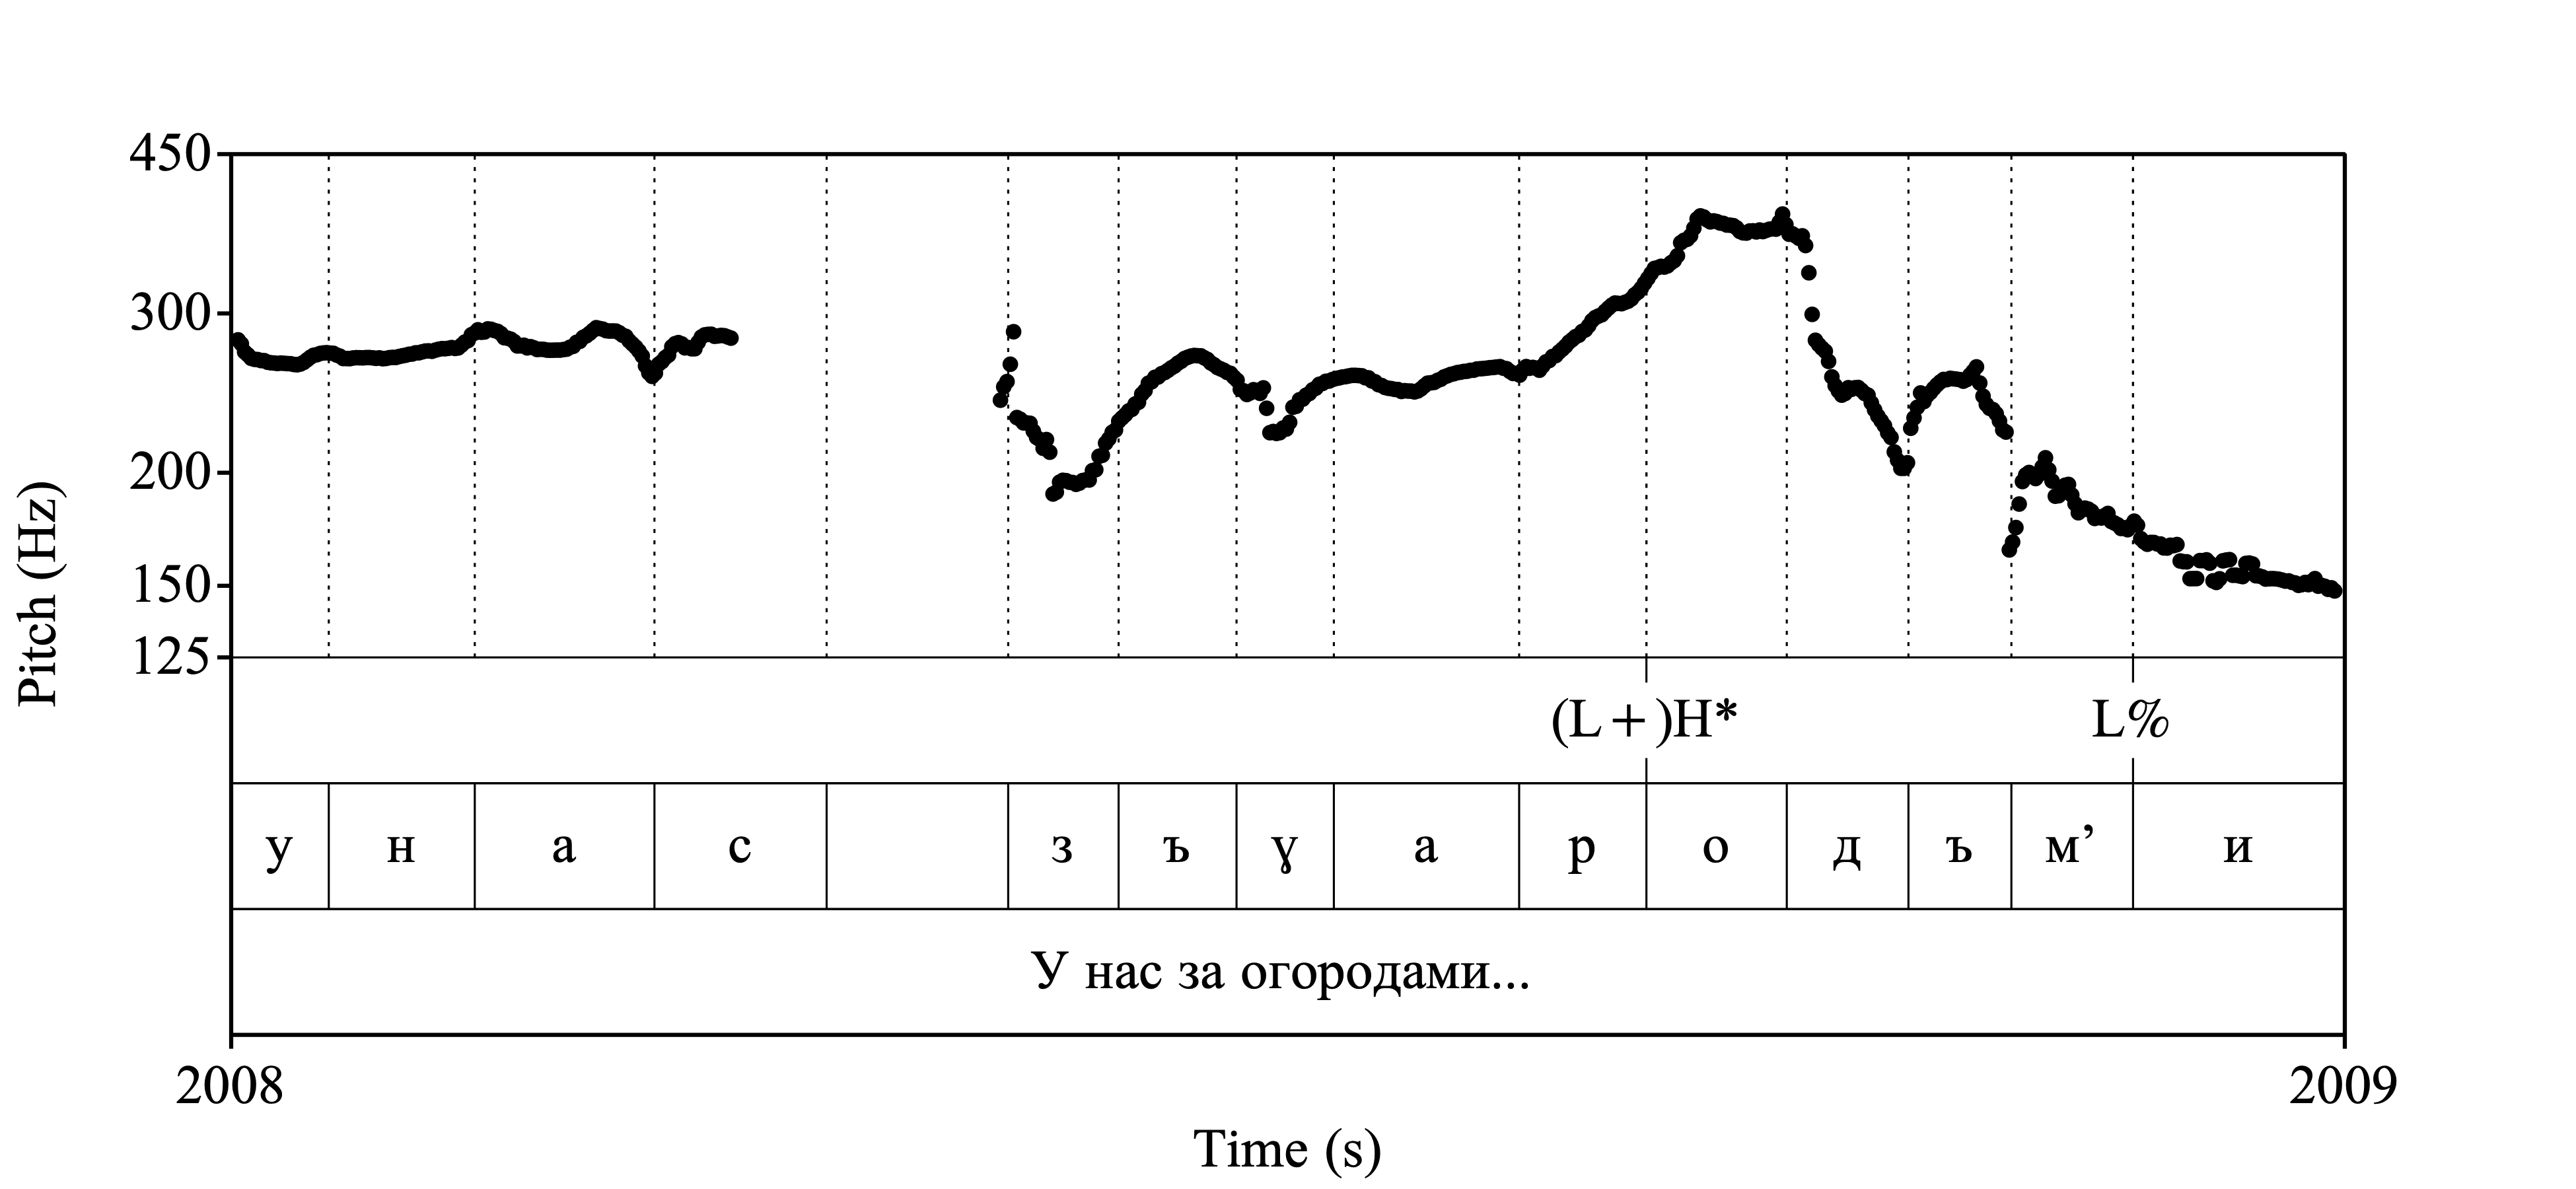 450
300
200
150
125
Pitch (Hz)
(L+)H* L%
у н а с з ъ ɣ а р о д ъ м’ и
У нас за огородами...
2008 2009
Time (s)